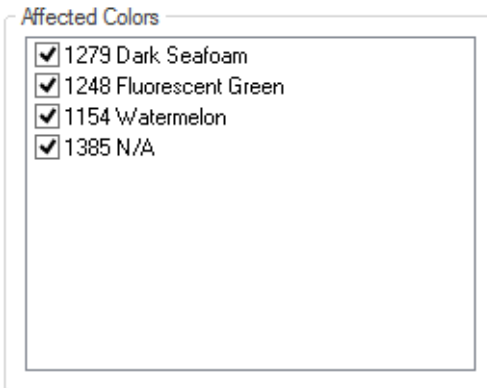 Affected Colors
1279 Dark Seafoam
1248 Fluorescent Green
1154 Watermelon
1385 N/A